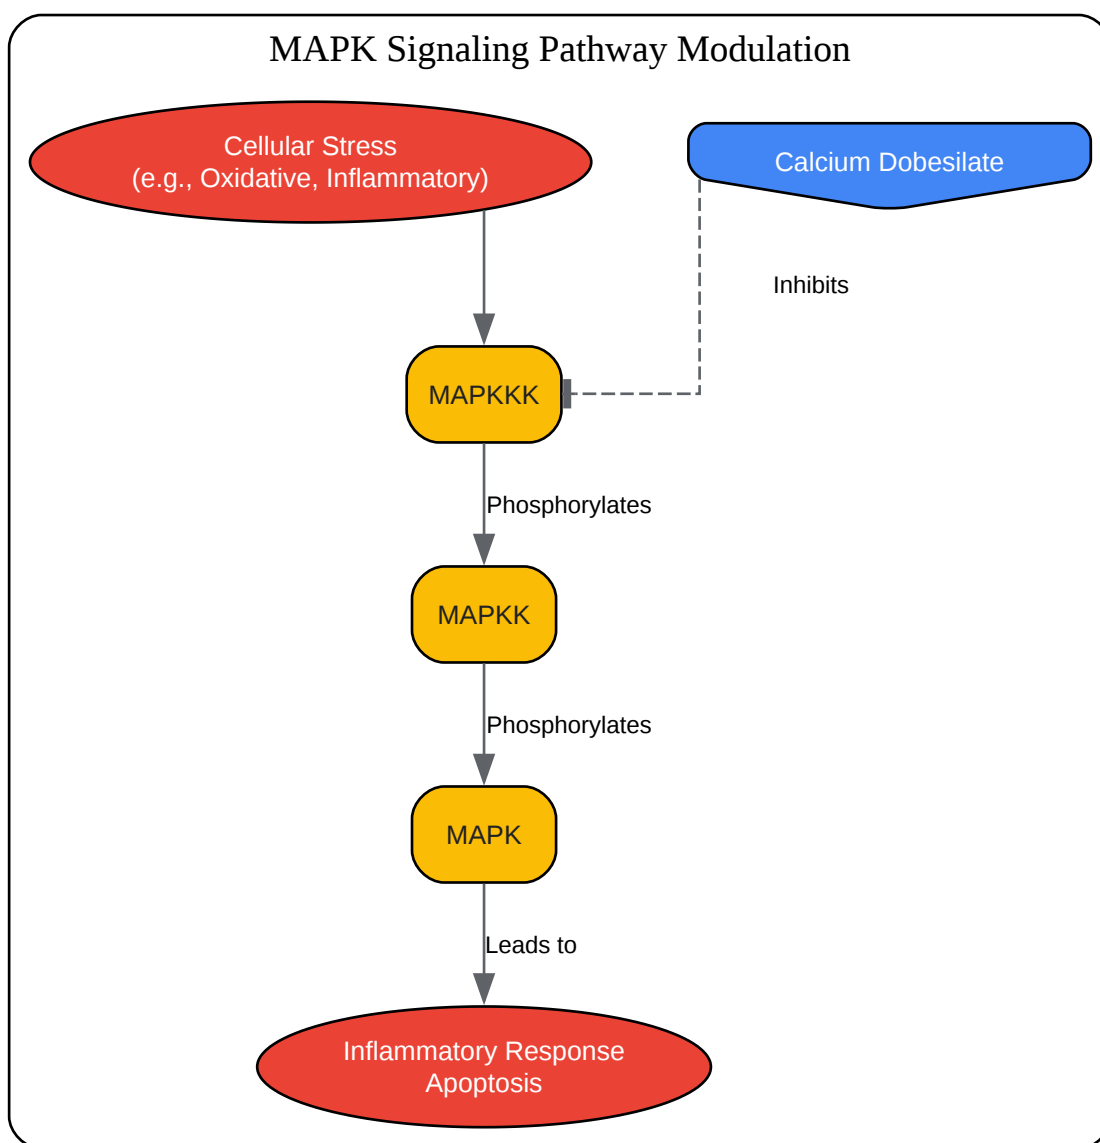 MAPK Signaling Pathway Modulation
Cellular Stress
(e.g., Oxidative, Inflammatory)
Calcium Dobesilate
Inhibits
MAPKKK
Phosphorylates
MAPKK
Phosphorylates
MAPK
Leads to
Inflammatory Response
Apoptosis